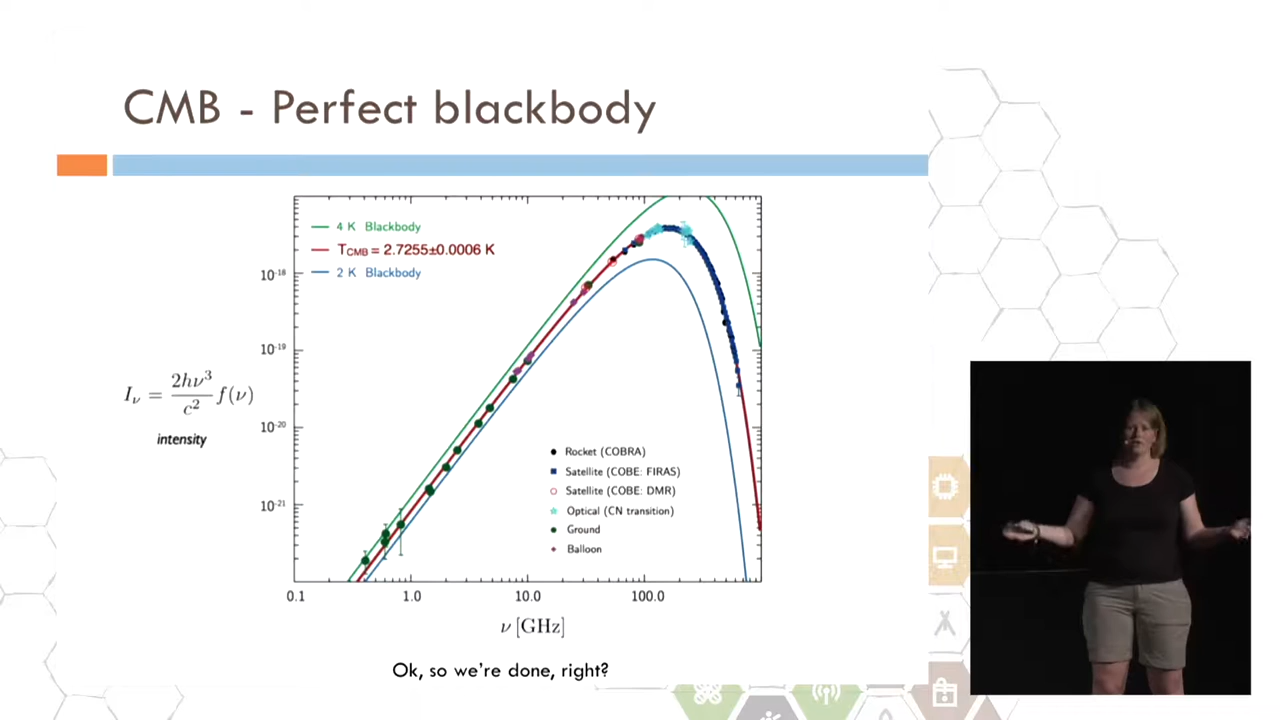 CMB - Perfect blackbody
4 K Blackbody
T_CMB = 2.7255±0.0006 K
2 K Blackbody
10^-18
10^-19
10^-20
10^-21
I_ν = 2hν^3/c^2 f(ν)
intensity
Rocket (COBRA)
Satellite (COBE: FIRAS)
Satellite (COBE: DMR)
Optical (CN transition)
Ground
Balloon
0.1 1.0 10.0 100.0
ν [GHz]
Ok, so we're done, right?